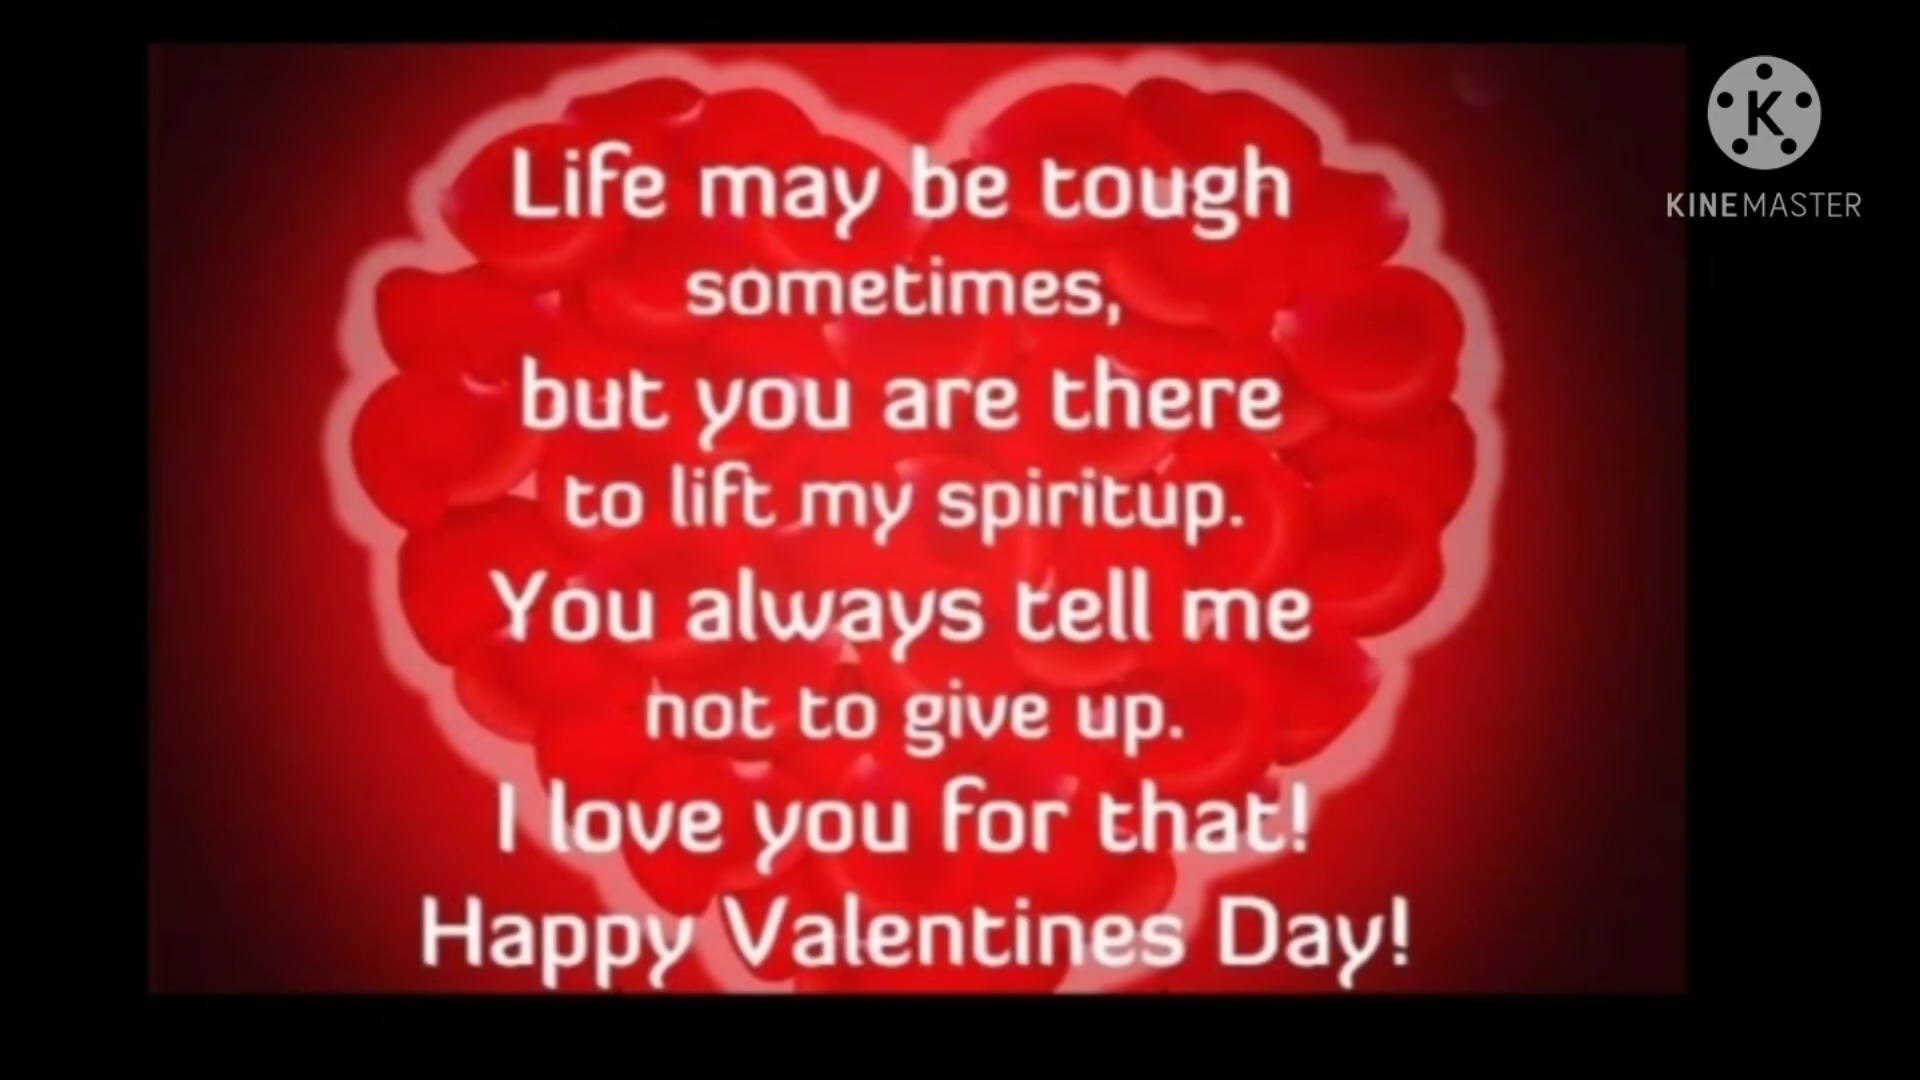 Life may be tough
sometimes,
but you are there
to lift my spiritup.
You always tell me
not to give up.
I love you for that!
Happy Valentines Day!
K
KINEMASTER